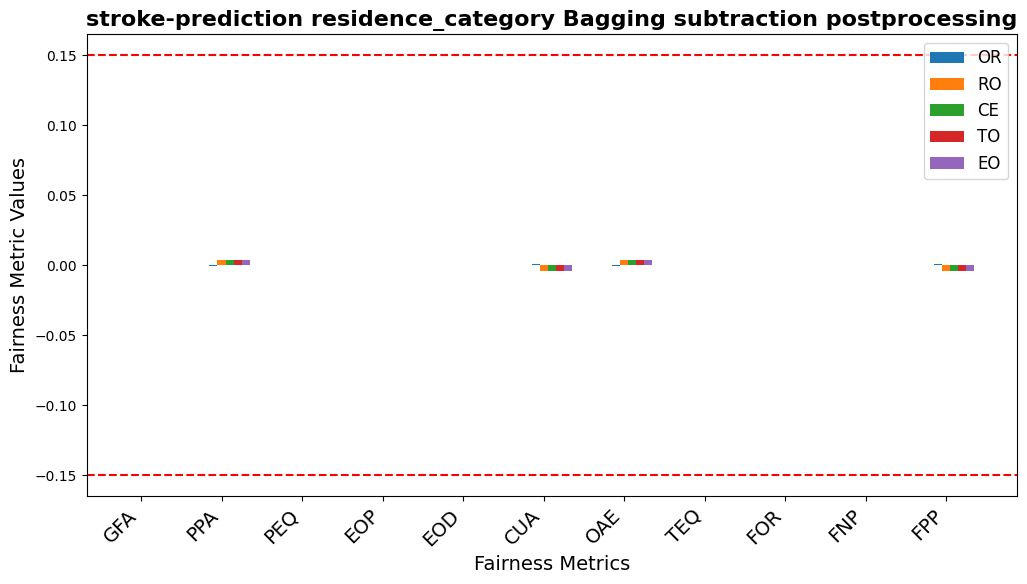 stroke-prediction residence_category Bagging subtraction postprocessing
OR
RO
CE
TO
EO
0.15
0.10
0.05
0.00
−0.05
−0.10
−0.15
Fairness Metric Values
GFA
PPA
PEQ
EOP
EOD
CUA
OAE
TEQ
FOR
FNP
FPP
Fairness Metrics